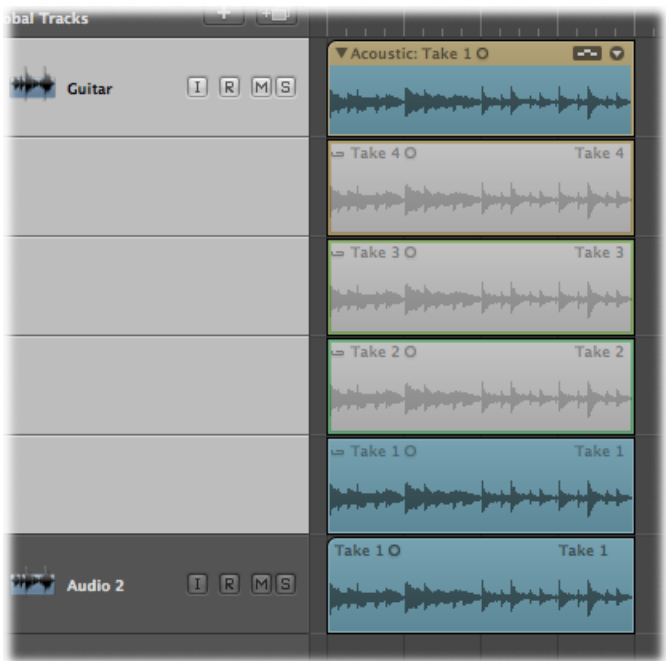 obal Tracks
Acoustic: Take 1
Guitar I R M S
Take 4 Take 4
Take 3 Take 3
Take 2 Take 2
Take 1 Take 1
Take 1 Take 1
Audio 2 I R M S